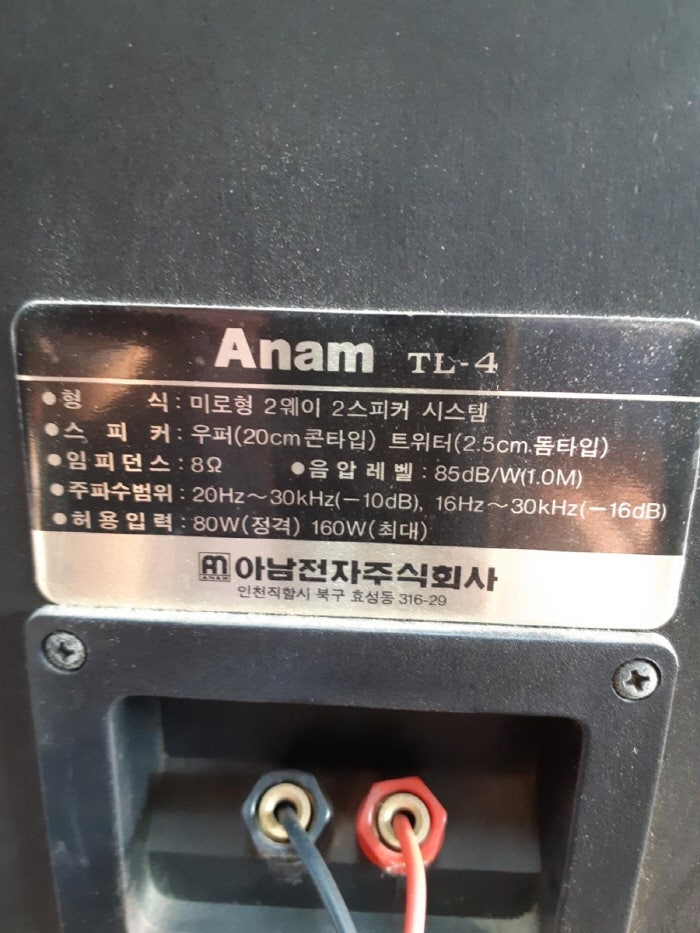 Anam TL-4
●형 식 : 미로형 2웨이 2스피커 시스템
●스 피 커 : 우퍼(20cm콘타입) 트위터(2.5cm.돔타입)
●임피던스 : 8Ω ●음압레벨 : 85dB/W(1.0M)
●주파수범위 : 20Hz～30kHz(－10dB), 16Hz～30kHz(－16dB)
●허용입력 : 80W(정격) 160W(최대)
ANAM 아남전자주식회사
인천직할시 북구 효성동 316-29